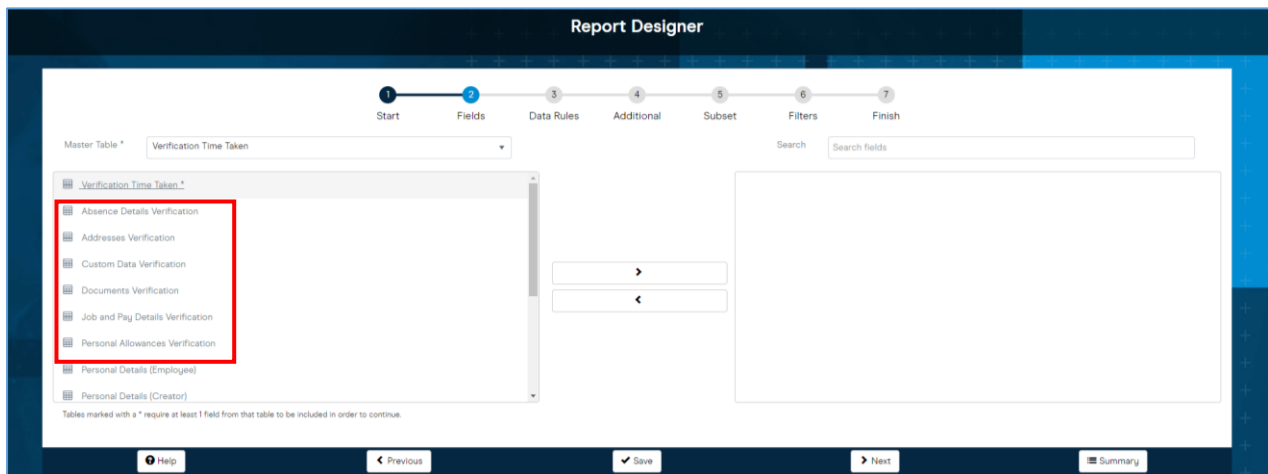 Report Designer
1 2 3 4 5 6 7
Start Fields Data Rules Additional Subset Filters Finish
Master Table * Verification Time Taken Search Search fields
Verification Time Taken *
Absence Details Verification
Addresses Verification
Custom Data Verification
Documents Verification
Job and Pay Details Verification
Personal Allowances Verification
Personal Details (Employee)
Personal Details (Creator)
Tables marked with a * require at least 1 field from that table to be included in order to continue.
Help Previous Save Next Summary